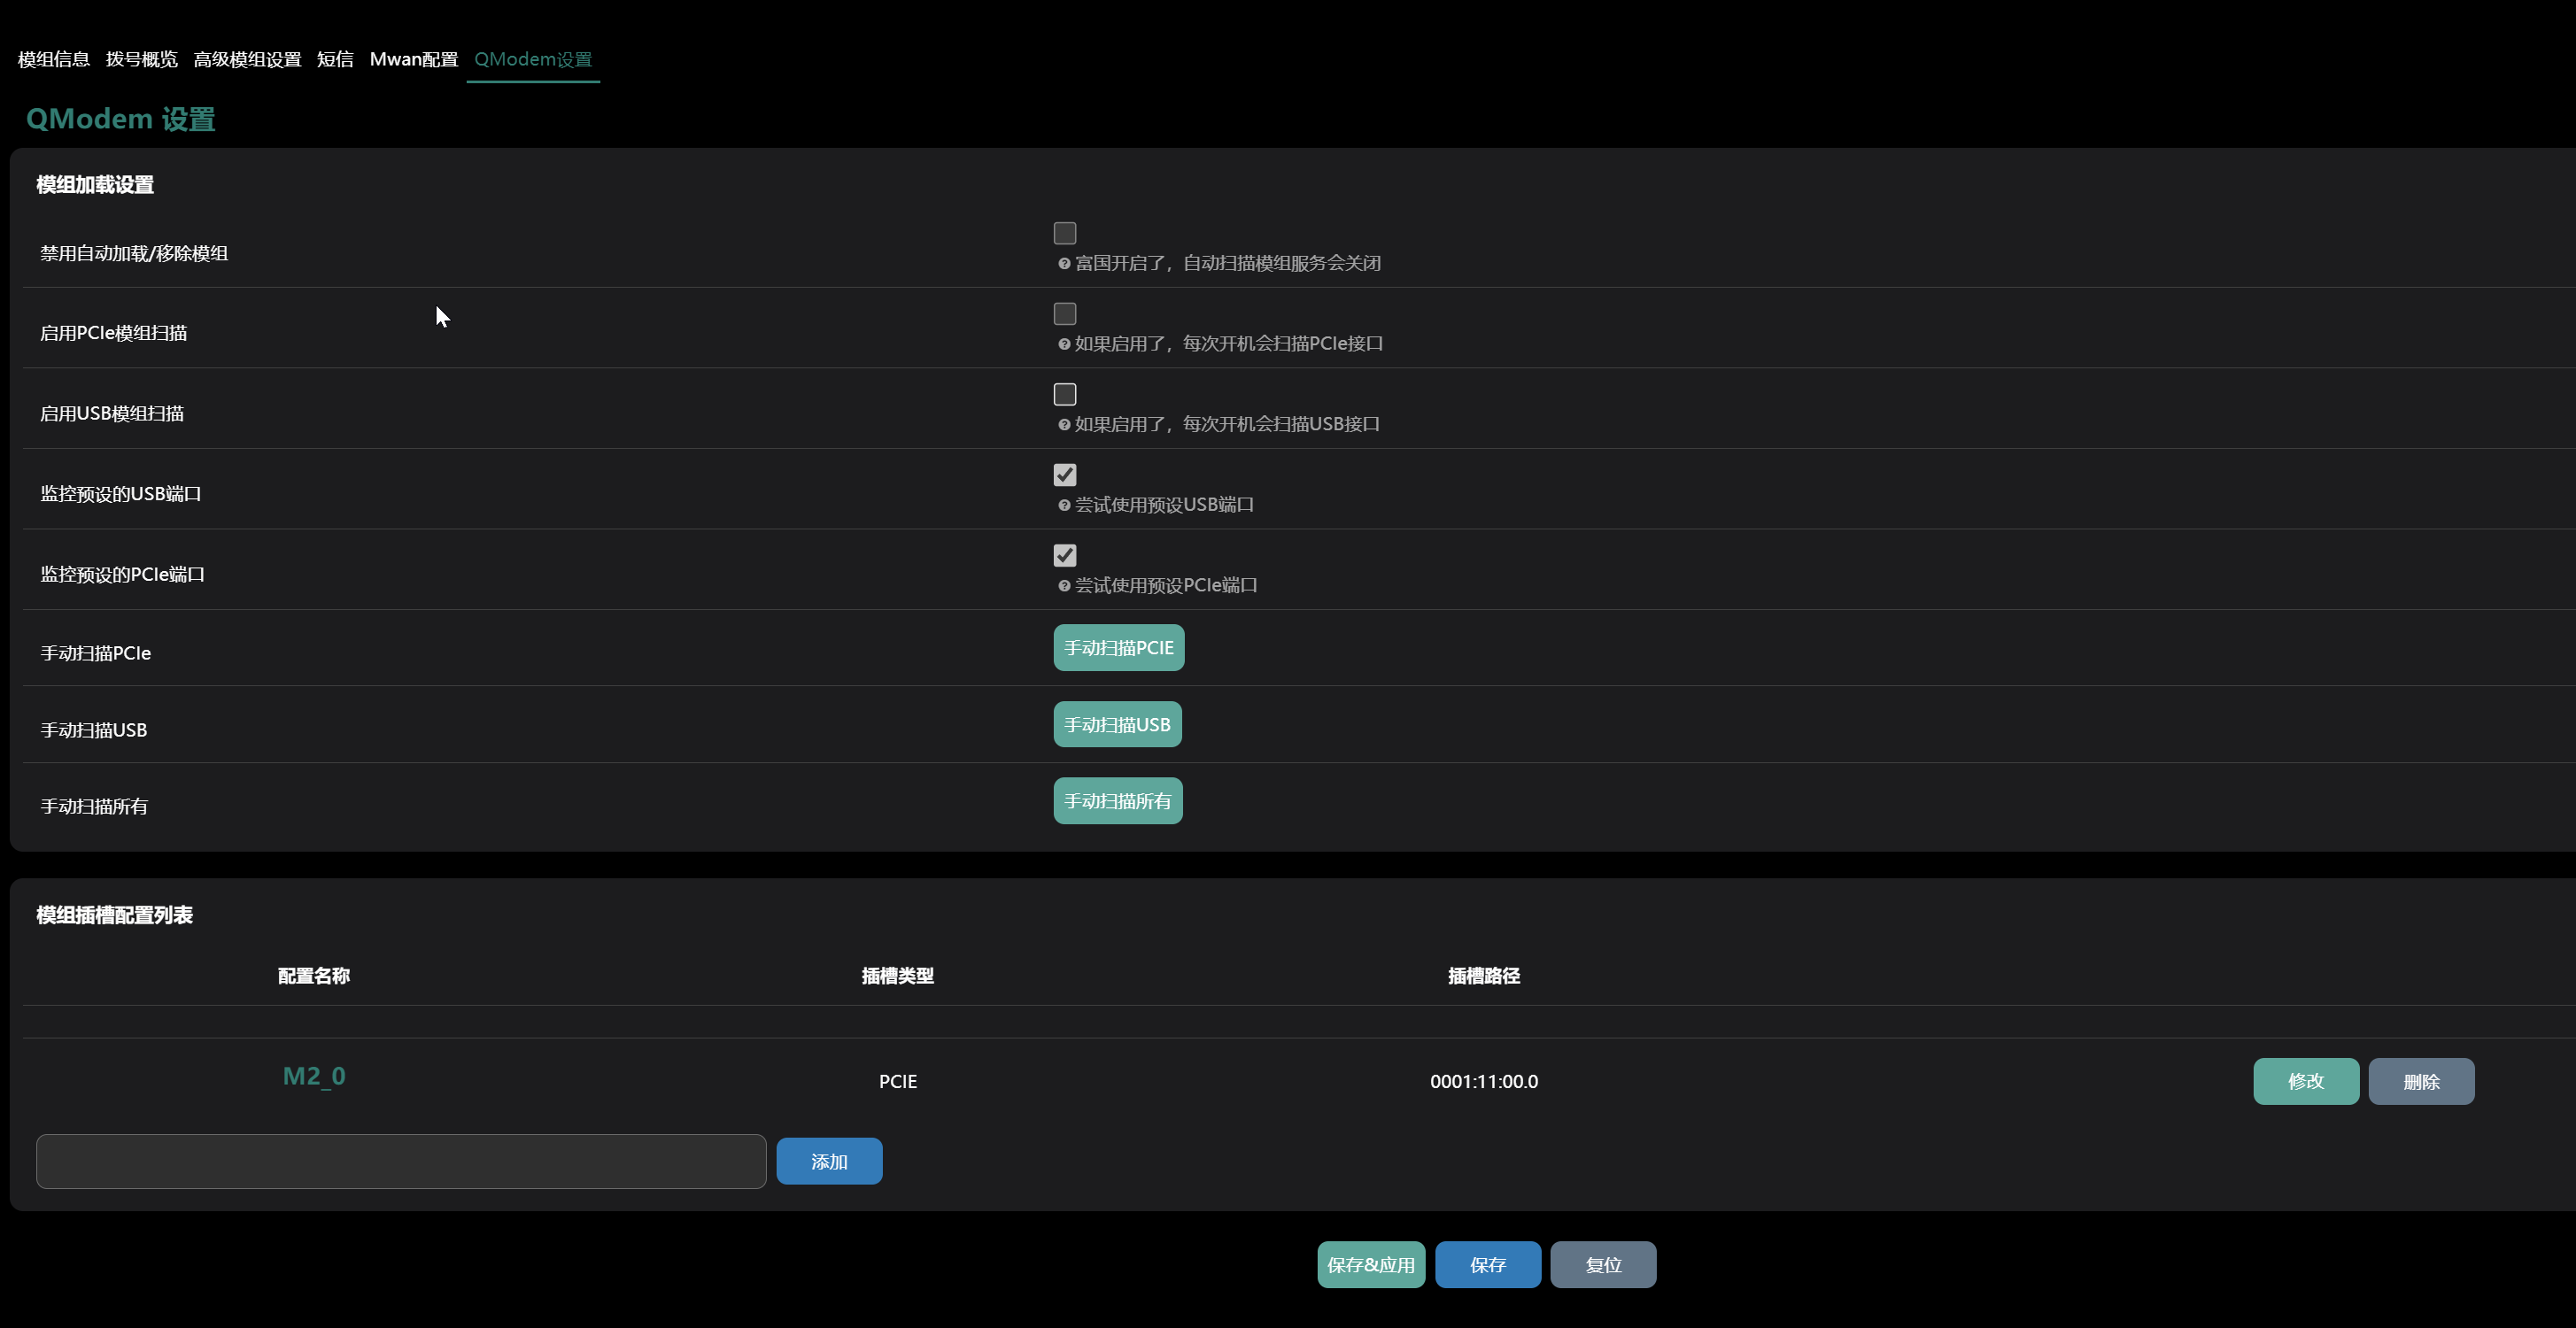 模组信息 拨号概览 高级模组设置 短信 Mwan配置 QModem设置
QModem 设置
模组加载设置
禁用自动加载/移除模组
富国开启了，自动扫描模组服务会关闭
启用PCIe模组扫描
如果启用了，每次开机会扫描PCIe接口
启用USB模组扫描
如果启用了，每次开机会扫描USB接口
监控预设的USB端口
尝试使用预设USB端口
监控预设的PCIe端口
尝试使用预设PCIe端口
手动扫描PCIe 手动扫描PCIE
手动扫描USB 手动扫描USB
手动扫描所有 手动扫描所有
模组插槽配置列表
配置名称 插槽类型 插槽路径
M2_0 PCIE 0001:11:00.0 修改 删除
添加
保存&应用 保存 复位